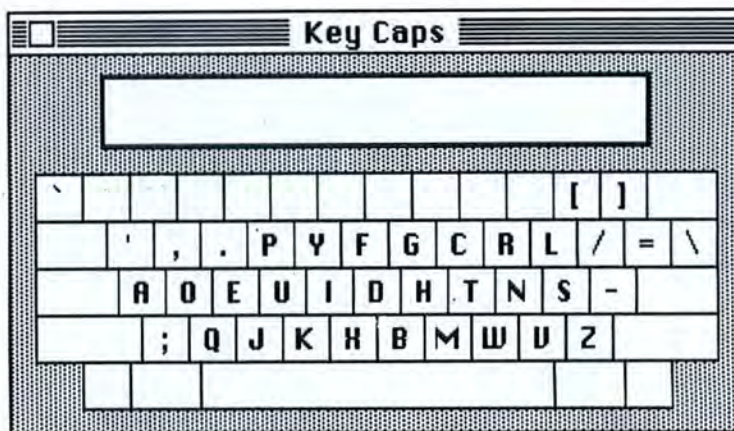 Key Caps
` [ ]
' , . P Y F G C R L / = \
A O E U I D H T N S -
; Q J K X B M W V Z